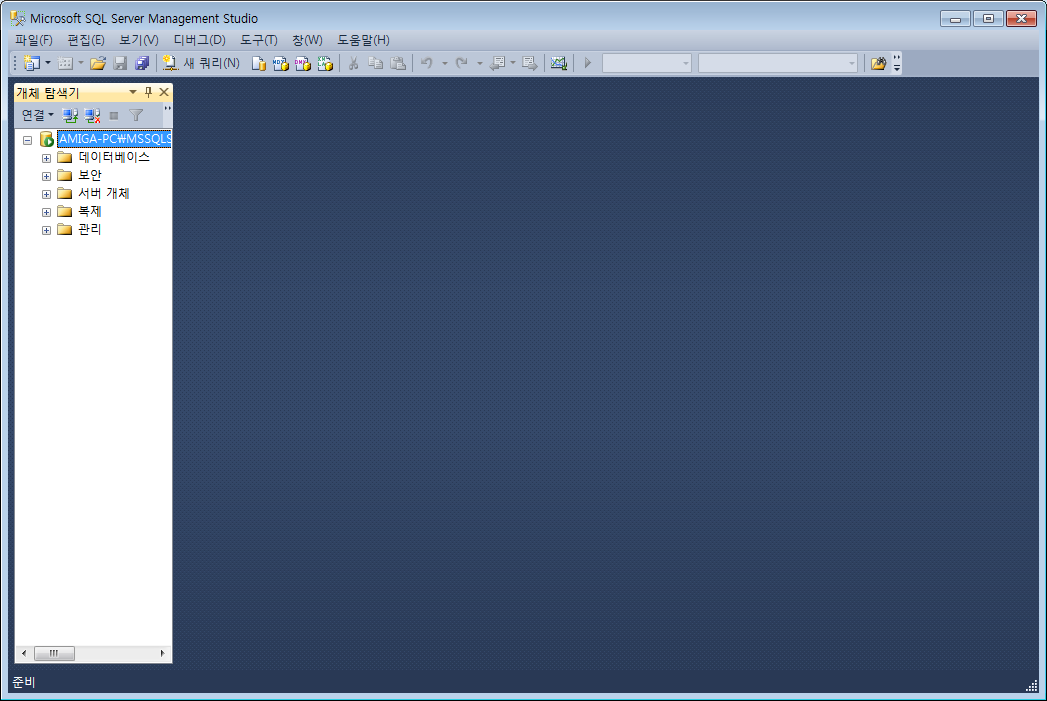 Microsoft SQL Server Management Studio
파일(F) 편집(E) 보기(V) 디버그(D) 도구(T) 창(W) 도움말(H)
새 쿼리(N)
개체 탐색기
연결
AMIGA-PC\MSSQLS
데이터베이스
보안
서버 개체
복제
관리
준비